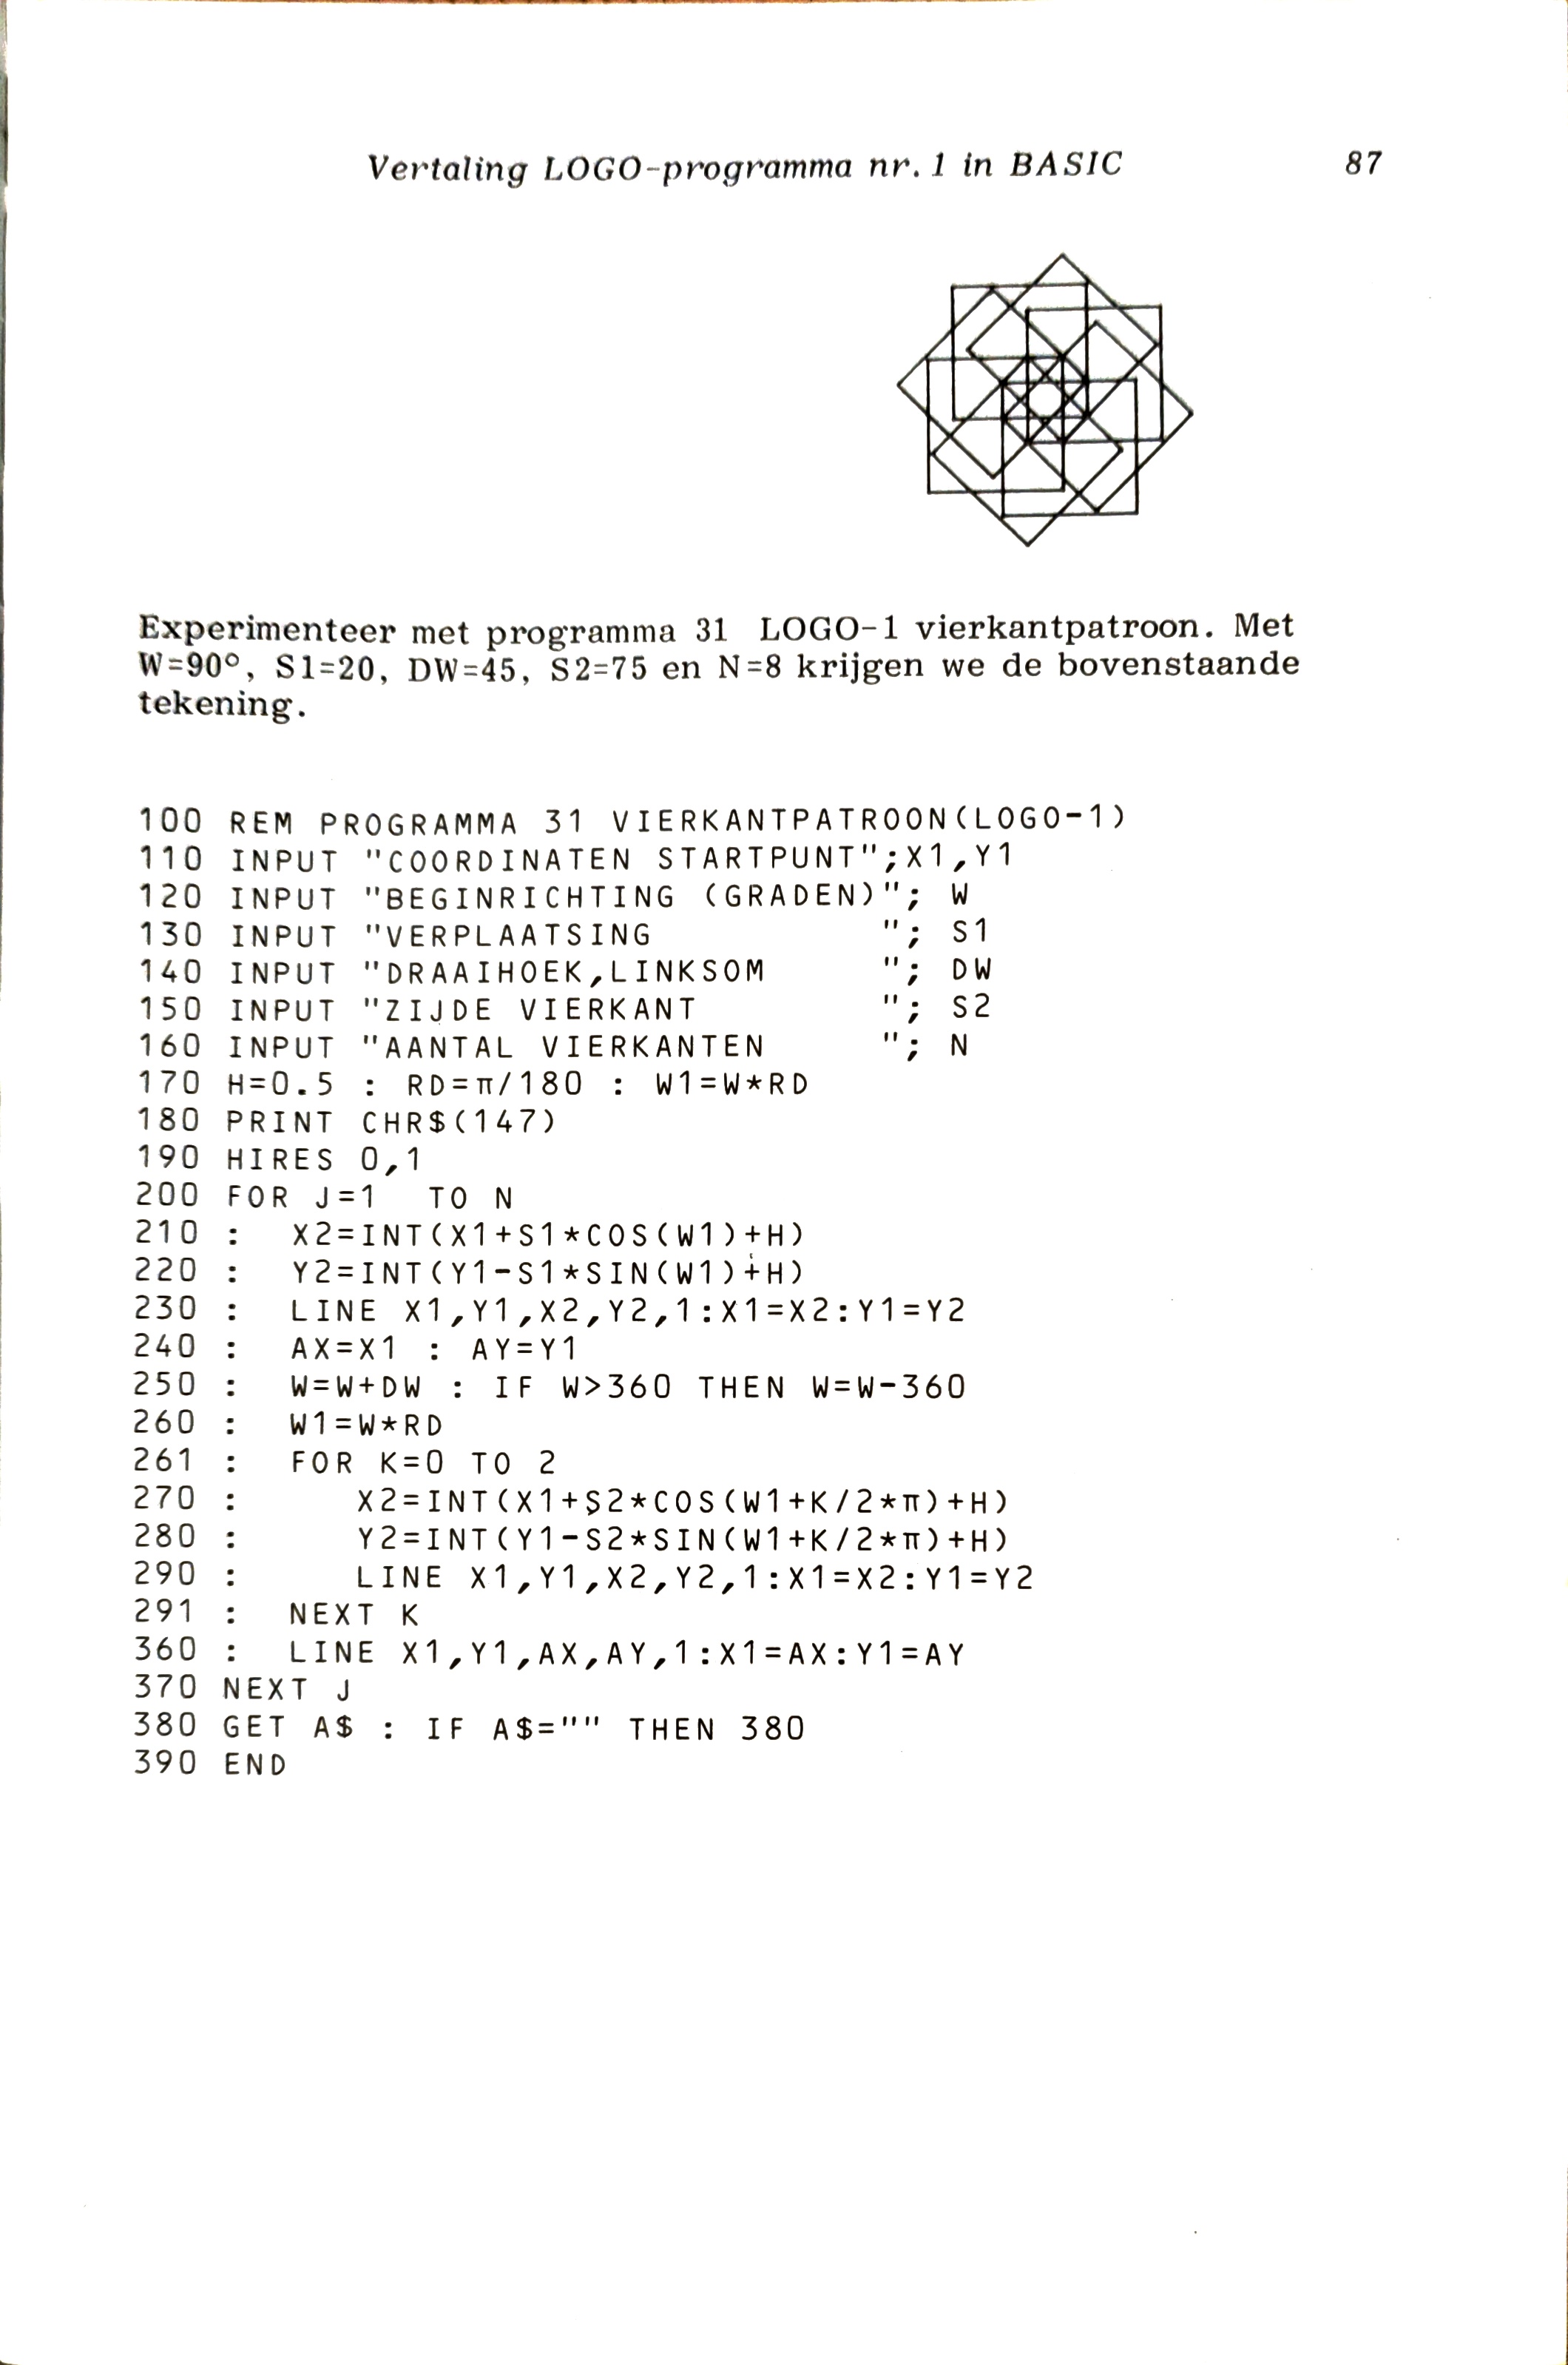 Vertaling LOGO-programma nr. 1 in BASIC 87
Experimenteer met programma 31 LOGO-1 vierkantpatroon. Met
W=90°, S1=20, DW=45, S2=75 en N=8 krijgen we de bovenstaande
tekening.
100 REM PROGRAMMA 31 VIERKANTPATROON(LOGO-1)
110 INPUT "COORDINATEN STARTPUNT";X1,Y1
120 INPUT "BEGINRICHTING (GRADEN)"; W
130 INPUT "VERPLAATSING          "; S1
140 INPUT "DRAAIHOEK,LINKSOM     "; DW
150 INPUT "ZIJDE VIERKANT        "; S2
160 INPUT "AANTAL VIERKANTEN     "; N
170 H=0.5 : RD=π/180 : W1=W*RD
180 PRINT CHR$(147)
190 HIRES 0,1
200 FOR J=1  TO N
210 :  X2=INT(X1+S1*COS(W1)+H)
220 :  Y2=INT(Y1-S1*SIN(W1)+H)
230 :  LINE X1,Y1,X2,Y2,1:X1=X2:Y1=Y2
240 :  AX=X1 : AY=Y1
250 :  W=W+DW : IF W>360 THEN W=W-360
260 :  W1=W*RD
261 :  FOR K=0 TO 2
270 :     X2=INT(X1+S2*COS(W1+K/2*π)+H)
280 :     Y2=INT(Y1-S2*SIN(W1+K/2*π)+H)
290 :     LINE X1,Y1,X2,Y2,1:X1=X2:Y1=Y2
291 :  NEXT K
360 :  LINE X1,Y1,AX,AY,1:X1=AX:Y1=AY
370 NEXT J
380 GET A$ : IF A$="" THEN 380
390 END